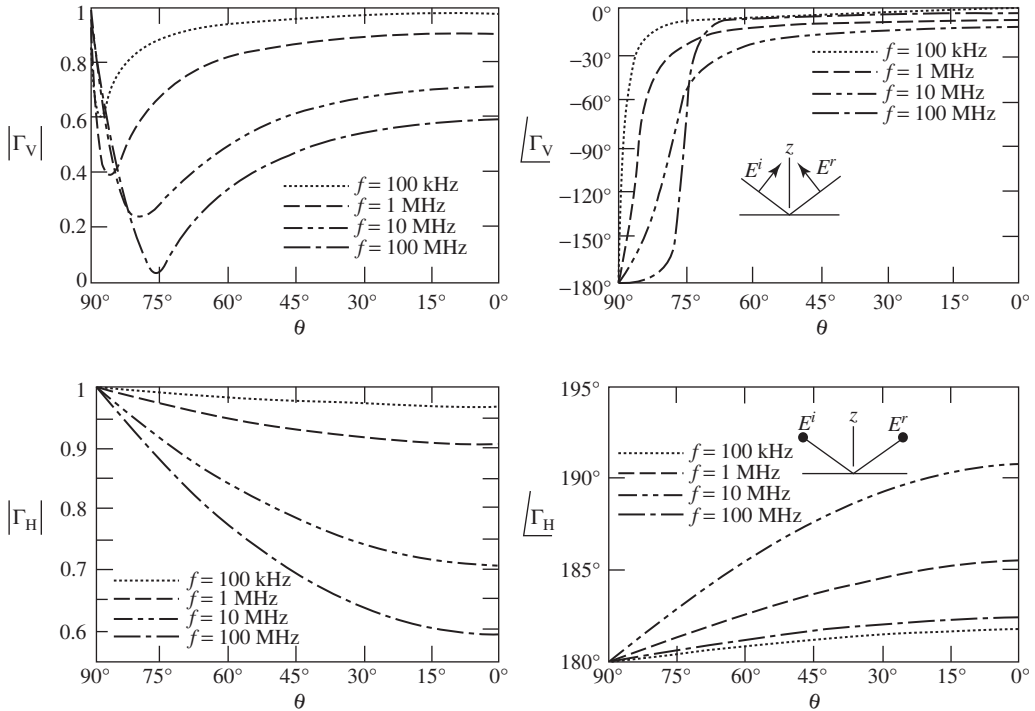 1
0.8
0.6
0.4
0.2
0
|Γ_V|
90° 75° 60° 45° 30° 15° 0°
θ
f = 100 kHz
f = 1 MHz
f = 10 MHz
f = 100 MHz
0°
−30°
−60°
−90°
−120°
−150°
−180°
∠Γ_V
90° 75° 60° 45° 30° 15° 0°
θ
f = 100 kHz
f = 1 MHz
f = 10 MHz
f = 100 MHz
z
E^i E^r
1
0.9
0.8
0.7
0.6
|Γ_H|
90° 75° 60° 45° 30° 15° 0°
θ
f = 100 kHz
f = 1 MHz
f = 10 MHz
f = 100 MHz
195°
190°
185°
180°
∠Γ_H
90° 75° 60° 45° 30° 15° 0°
θ
f = 100 kHz
f = 1 MHz
f = 10 MHz
f = 100 MHz
E^i z E^r